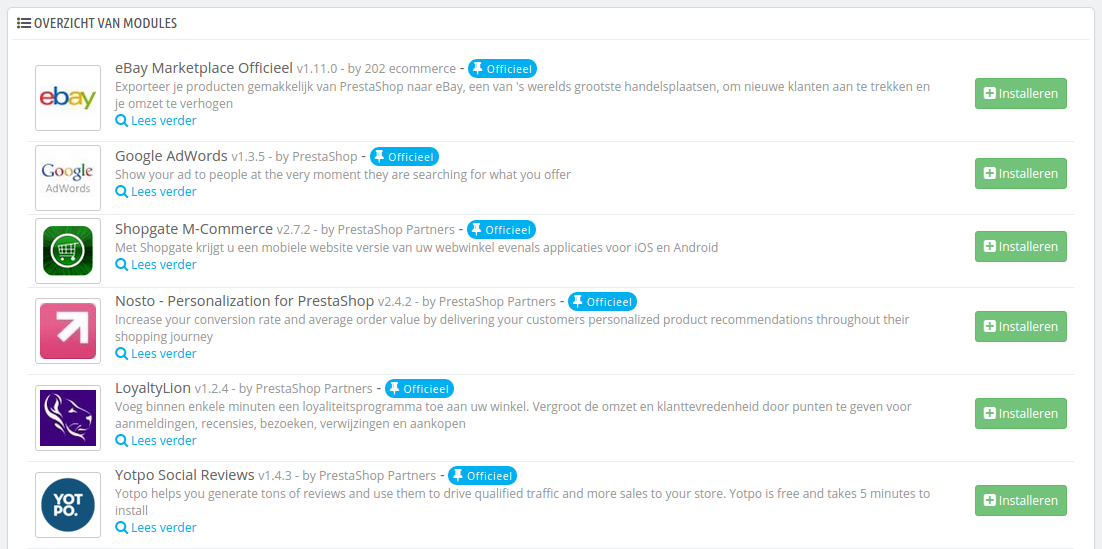 OVERZICHT VAN MODULES
ebay
eBay Marketplace Officieel v1.11.0 - by 202 ecommerce - Officieel
Exporteer je producten gemakkelijk van PrestaShop naar eBay, een van 's werelds grootste handelsplaatsen, om nieuwe klanten aan te trekken en
je omzet te verhogen
Lees verder
Installeren
Google
AdWords
Google AdWords v1.3.5 - by PrestaShop - Officieel
Show your ad to people at the very moment they are searching for what you offer
Lees verder
Installeren
Shopgate M-Commerce v2.7.2 - by PrestaShop Partners - Officieel
Met Shopgate krijgt u een mobiele website versie van uw webwinkel evenals applicaties voor iOS en Android
Lees verder
Installeren
Nosto - Personalization for PrestaShop v2.4.2 - by PrestaShop Partners - Officieel
Increase your conversion rate and average order value by delivering your customers personalized product recommendations throughout their
shopping journey
Lees verder
Installeren
LoyaltyLion v1.2.4 - by PrestaShop Partners - Officieel
Voeg binnen enkele minuten een loyaliteitsprogramma toe aan uw winkel. Vergroot de omzet en klanttevredenheid door punten te geven voor
aanmeldingen, recensies, bezoeken, verwijzingen en aankopen
Lees verder
Installeren
YOT
PO.
Yotpo Social Reviews v1.4.3 - by PrestaShop Partners - Officieel
Yotpo helps you generate tons of reviews and use them to drive qualified traffic and more sales to your store. Yotpo is free and takes 5 minutes to
install
Lees verder
Installeren